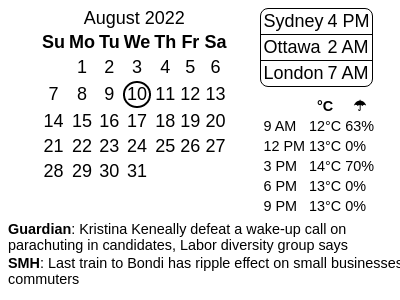 August 2022
Su Mo Tu We Th Fr Sa
1 2 3 4 5 6
7 8 9 10 11 12 13
14 15 16 17 18 19 20
21 22 23 24 25 26 27
28 29 30 31
Sydney 4 PM
Ottawa 2 AM
London 7 AM
°C ☂
9 AM 12°C 63%
12 PM 13°C 0%
3 PM 14°C 70%
6 PM 13°C 0%
9 PM 13°C 0%
Guardian: Kristina Keneally defeat a wake-up call on
parachuting in candidates, Labor diversity group says
SMH: Last train to Bondi has ripple effect on small businesses
commuters